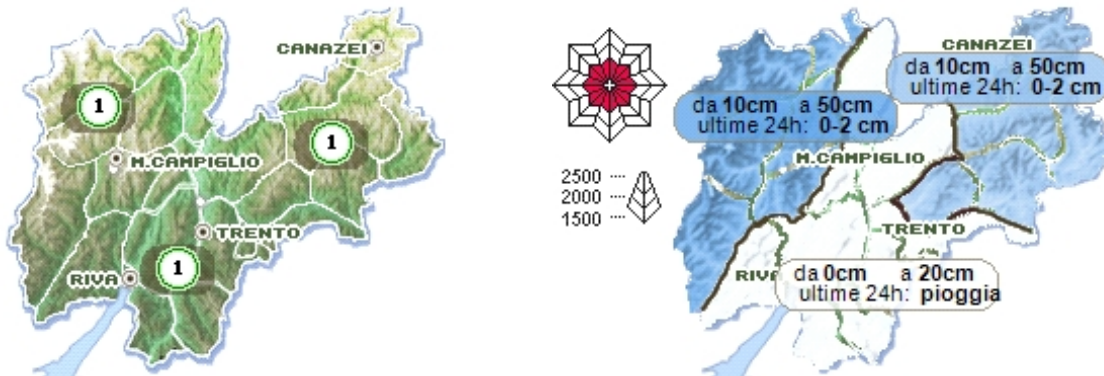 CANAZEI
1
1
M.CAMPIGLIO
TRENTO
1
RIVA
CANAZEI
da 10cm a 50cm
ultime 24h: 0-2 cm
da 10cm a 50cm
ultime 24h: 0-2 cm
M.CAMPIGLIO
2500
2000
1500
TRENTO
RIVA
da 0cm a 20cm
ultime 24h: pioggia